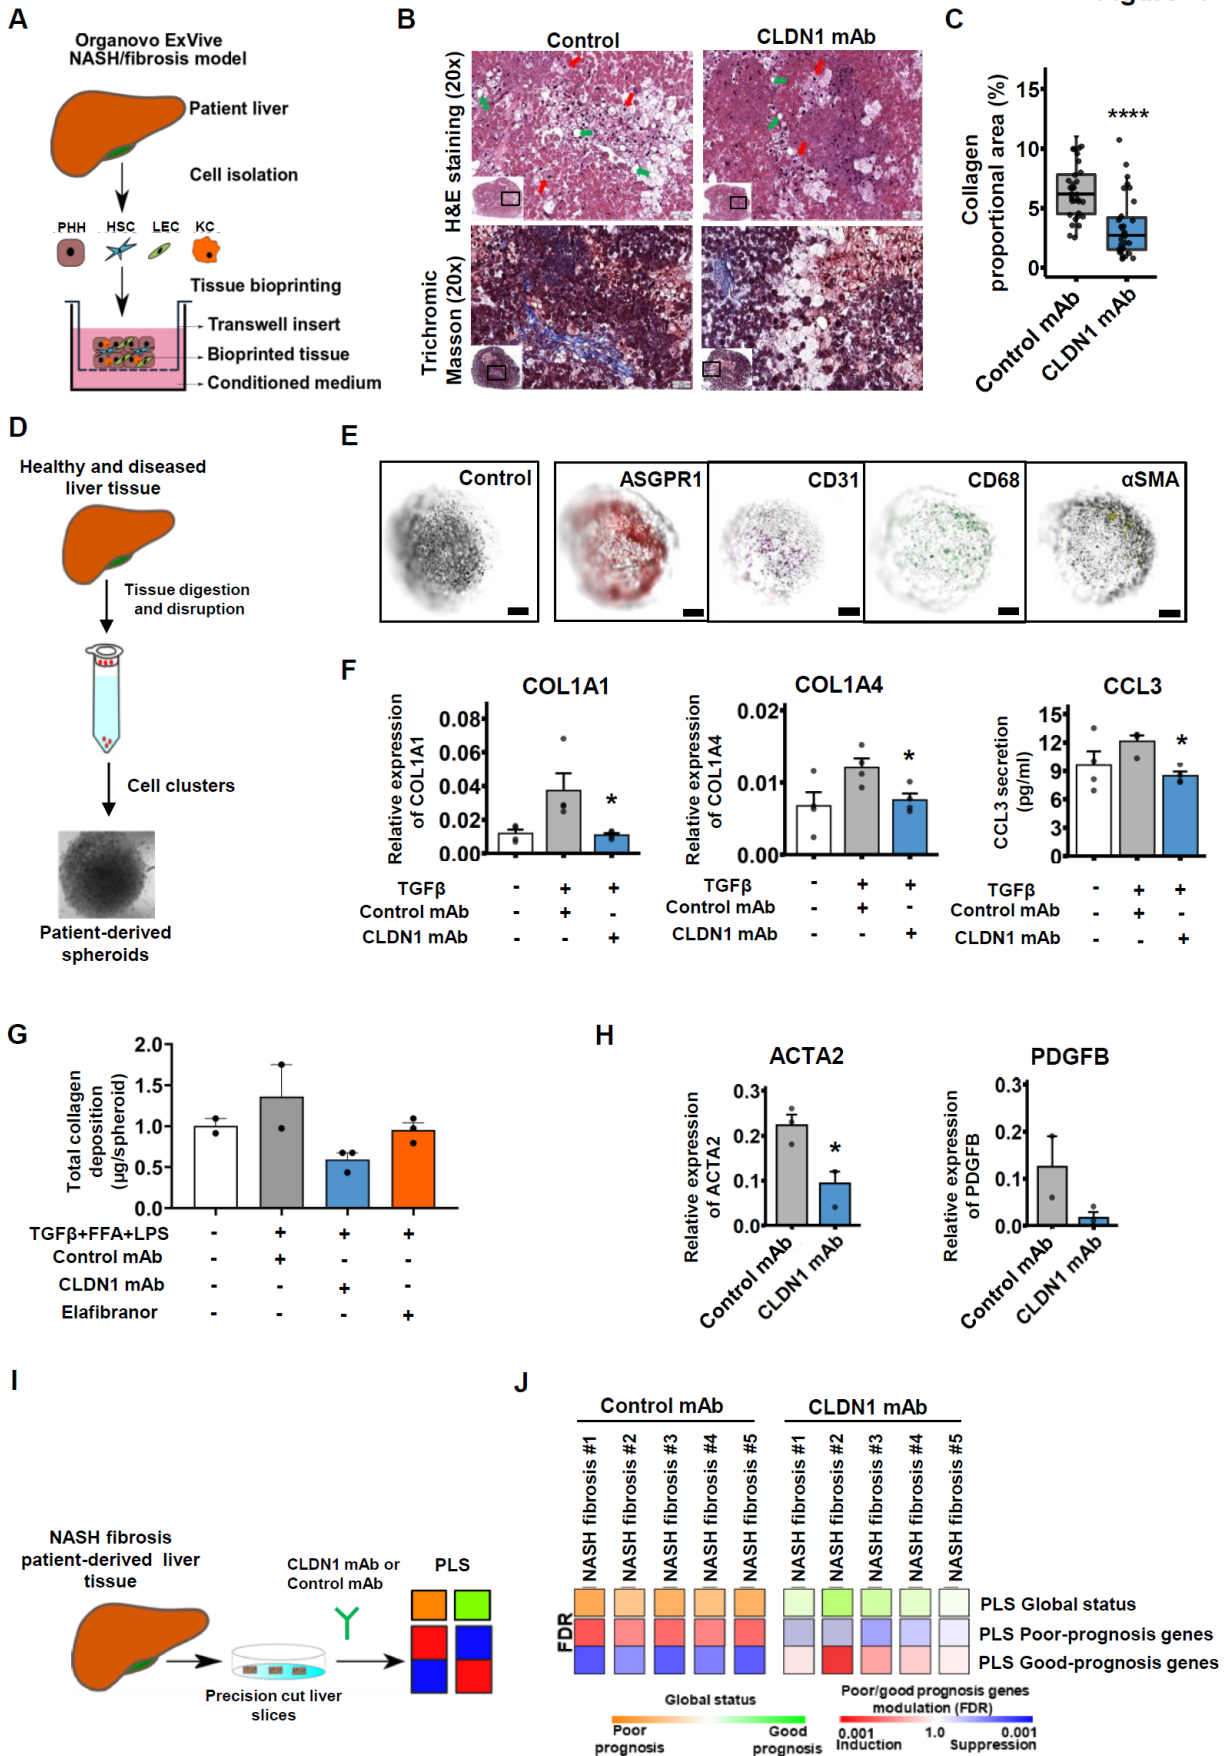 A
Organovo ExVive
NASH/fibrosis model
Patient liver
Cell isolation
PHH HSC LEC KC
Tissue bioprinting
Transwell insert
Bioprinted tissue
Conditioned medium
B
Control
CLDN1 mAb
H&E staining (20x)
Trichromic
Masson (20x)
C
Collagen
proportional area (%)
15
10
5
0
****
Control mAb
CLDN1 mAb
D
Healthy and diseased
liver tissue
Tissue digestion
and disruption
Cell clusters
Patient-derived
spheroids
E
Control
ASGPR1
CD31
CD68
αSMA
F
COL1A1
Relative expression
of COL1A1
0.08
0.06
0.04
0.02
0.00
*
TGFβ - + +
Control mAb - + -
CLDN1 mAb - - +
COL1A4
Relative expression
of COL1A4
0.02
0.01
0.00
*
TGFβ - + +
Control mAb - + -
CLDN1 mAb - - +
CCL3
CCL3 secretion
(pg/ml)
15
12
9
6
3
0
*
TGFβ - + +
Control mAb - + -
CLDN1 mAb - - +
G
Total collagen
deposition
(µg/spheroid)
2.0
1.5
1.0
0.5
0.0
TGFβ+FFA+LPS - + + +
Control mAb - + - -
CLDN1 mAb - - + -
Elafibranor - - - +
H
ACTA2
Relative expression
of ACTA2
0.3
0.2
0.1
0.0
*
Control mAb
CLDN1 mAb
PDGFB
Relative expression
of PDGFB
0.3
0.2
0.1
0.0
Control mAb
CLDN1 mAb
I
NASH fibrosis
patient-derived liver
tissue
CLDN1 mAb or
Control mAb
PLS
Precision cut liver
slices
J
Control mAb
CLDN1 mAb
NASH fibrosis #1
NASH fibrosis #2
NASH fibrosis #3
NASH fibrosis #4
NASH fibrosis #5
NASH fibrosis #1
NASH fibrosis #2
NASH fibrosis #3
NASH fibrosis #4
NASH fibrosis #5
FDR
PLS Global status
PLS Poor-prognosis genes
PLS Good-prognosis genes
Global status
Poor
prognosis
Good
prognosis
Poor/good prognosis genes
modulation (FDR)
0.001 1.0 0.001
Induction Suppression